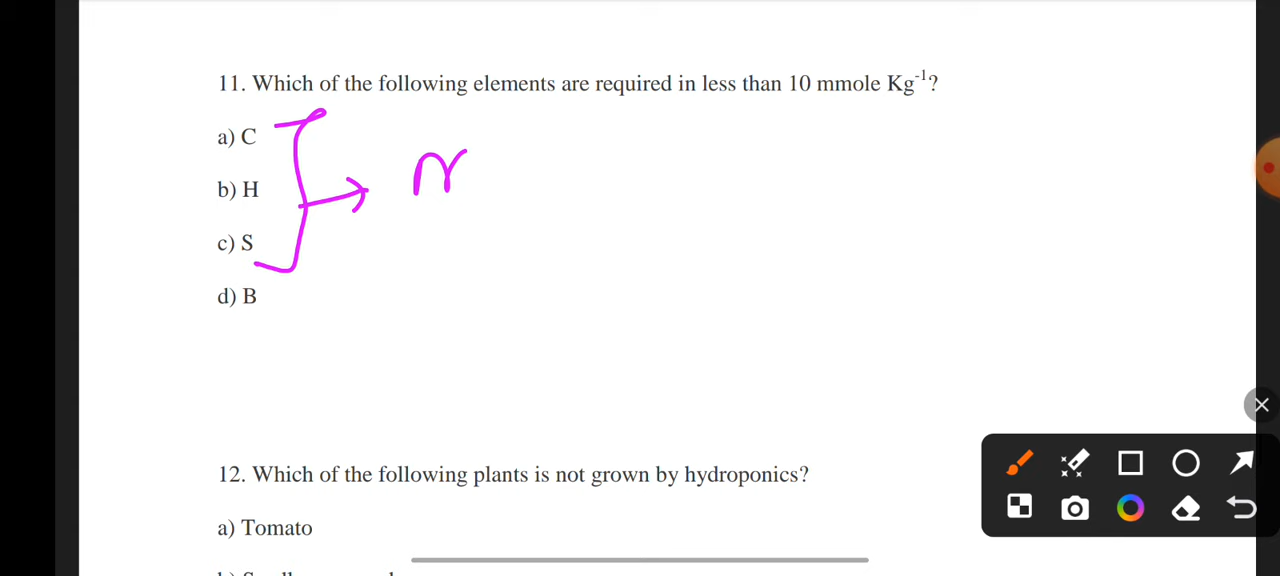 11. Which of the following elements are required in less than 10 mmole Kg⁻¹?
a) C
b) H
c) S
d) B
12. Which of the following plants is not grown by hydroponics?
a) Tomato